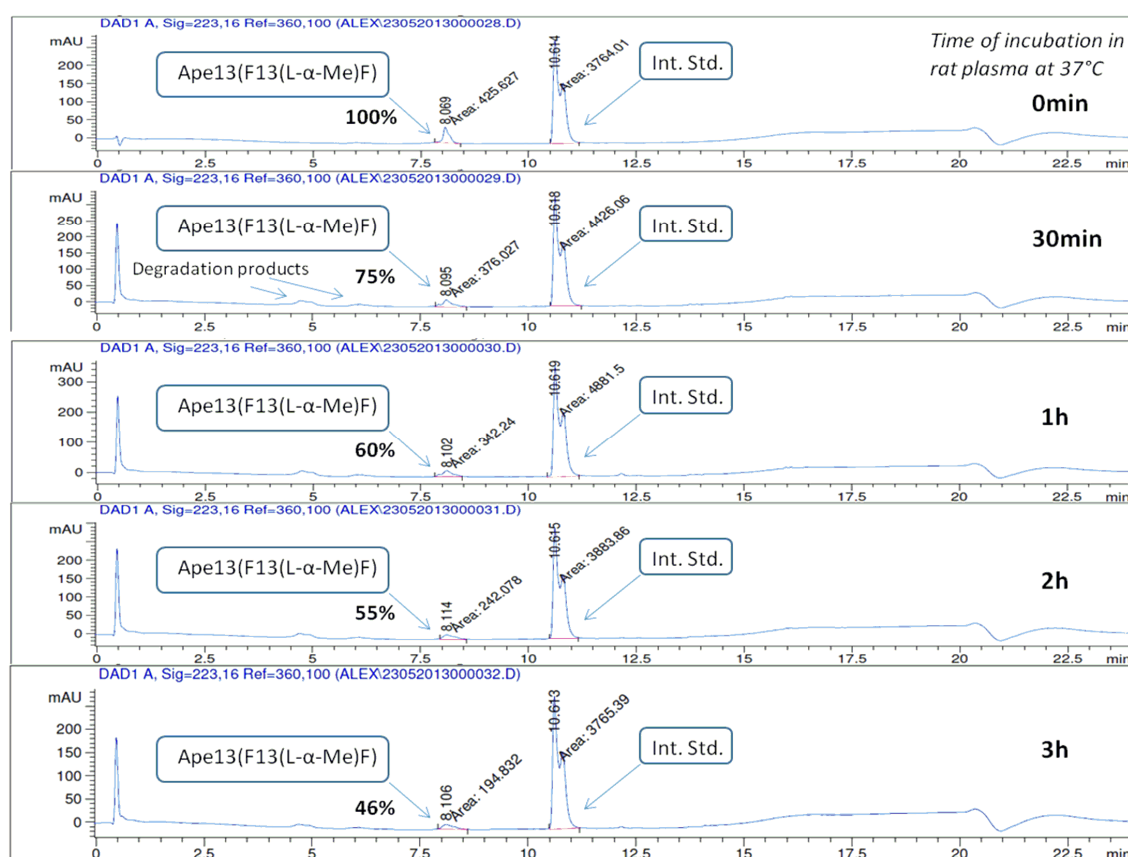 DAD1 A, Sig=223,16 Ref=360,100 (ALEX\23052013000028.D)
mAU
200
150
100
50
0
Ape13(F13(L-α-Me)F)
100%
8.069
Area: 425.627
10.614
Area: 3764.01
Int. Std.
Time of incubation in
rat plasma at 37°C
0min
0 2.5 5 7.5 10 12.5 15 17.5 20 22.5 min
DAD1 A, Sig=223,16 Ref=360,100 (ALEX\23052013000029.D)
mAU
250
200
150
100
50
0
Ape13(F13(L-α-Me)F)
Degradation products
75%
8.095
Area: 376.027
10.618
Area: 4426.06
Int. Std.
30min
0 2.5 5 7.5 10 12.5 15 17.5 20 22.5 min
DAD1 A, Sig=223,16 Ref=360,100 (ALEX\23052013000030.D)
mAU
300
200
100
0
Ape13(F13(L-α-Me)F)
60%
8.102
Area: 342.24
10.619
Area: 4881.5
Int. Std.
1h
0 2.5 5 7.5 10 12.5 15 17.5 20 22.5 min
DAD1 A, Sig=223,16 Ref=360,100 (ALEX\23052013000031.D)
mAU
200
150
100
50
0
Ape13(F13(L-α-Me)F)
55%
8.114
Area: 242.078
10.615
Area: 3883.86
Int. Std.
2h
0 2.5 5 7.5 10 12.5 15 17.5 20 22.5 min
DAD1 A, Sig=223,16 Ref=360,100 (ALEX\23052013000032.D)
mAU
200
150
100
50
0
Ape13(F13(L-α-Me)F)
46%
8.106
Area: 194.832
10.613
Area: 3765.39
Int. Std.
3h
0 2.5 5 7.5 10 12.5 15 17.5 20 22.5 min